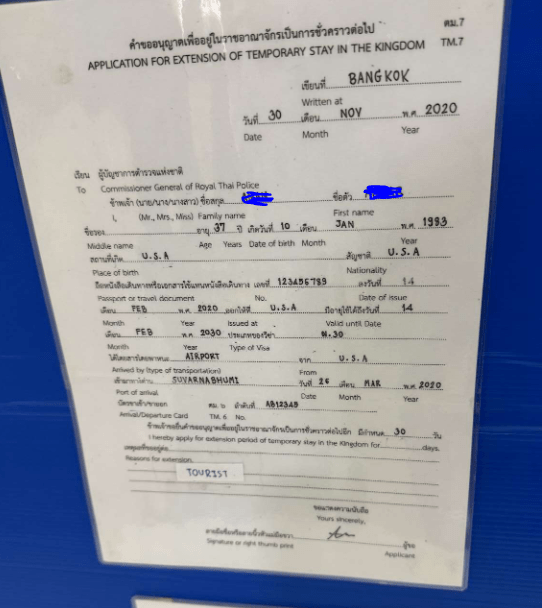 ตม.7
คำขออนุญาตเพื่ออยู่ในราชอาณาจักรเป็นการชั่วคราวต่อไป
APPLICATION FOR EXTENSION OF TEMPORARY STAY IN THE KINGDOM TM.7
เขียนที่ BANGKOK
Written at
วันที่ 30 เดือน NOV พ.ศ. 2020
Date Month Year
เรียน ผู้บัญชาการตำรวจแห่งชาติ
To Commissioner General of Royal Thai Police
ข้าพเจ้า (นาย/นาง/นางสาว) ชื่อสกุล ชื่อตัว
I, (Mr., Mrs., Miss) Family name First name
ชื่อรอง อายุ 37 ปี เกิดวันที่ 10 เดือน JAN พ.ศ. 1983
Middle name Age Years Date of birth Month Year
สถานที่เกิด U.S.A สัญชาติ U.S.A
Place of birth Nationality
ถือหนังสือเดินทางหรือเอกสารใช้แทนหนังสือเดินทาง เลขที่ 123456789 ลงวันที่ 14
Passport or travel document No. Date of issue
เดือน FEB พ.ศ. 2020 ออกให้ที่ U.S.A มีอายุใช้ได้ถึงวันที่ 14
Month Year Issued at Valid until Date
เดือน FEB พ.ศ. 2030 ประเภทของวีซ่า ผ.30
Month Year Type of Visa
ได้โดยสารโดยพาหนะ AIRPORT จาก U.S.A
Arrived by (type of transportation) From
เข้ามาทางด่าน SUVARNABHUMI วันที่ 26 เดือน MAR พ.ศ. 2020
Port of arrival Date Month Year
บัตรขาเข้า/ขาออก ตม. ๖ ลำดับที่ AB12345
Arrival/Departure Card TM. 6 No.
ข้าพเจ้าขอยื่นคำขออนุญาตเพื่ออยู่ในราชอาณาจักรเป็นการชั่วคราวต่อไปอีก มีกำหนด 30 วัน
I hereby apply for extension period of temporary stay in the Kingdom for days.
เหตุผลที่ขออยู่ต่อ
Reasons for extension
TOURIST
ขอแสดงความนับถือ
Yours sincerely,
ลายมือชื่อหรือลายนิ้วหัวแม่มือขวา ผู้ขอ
Signature or right thumb print Applicant